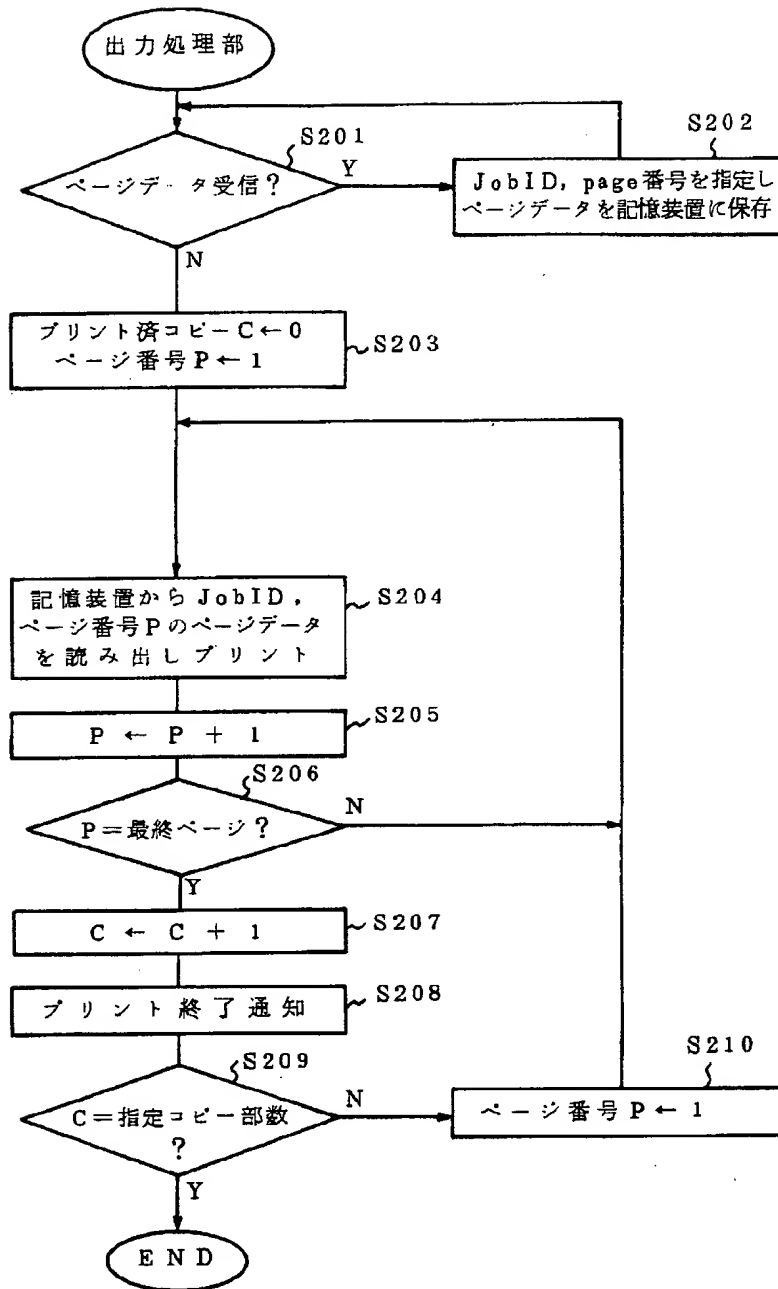 出力処理部
S201
S202
ページデータ受信?
Y
JobID, page番号を指定し
ページデータを記憶装置に保存
N
プリント済コピーC←0
ページ番号P←1
S203
記憶装置からJobID,
ページ番号Pのページデータ
を読み出しプリント
S204
S205
P ← P + 1
S206
P=最終ページ?
N
Y
C ← C + 1
S207
プリント終了通知
S208
S209
S210
C=指定コピー部数
?
N
ページ番号P ← 1
Y
END